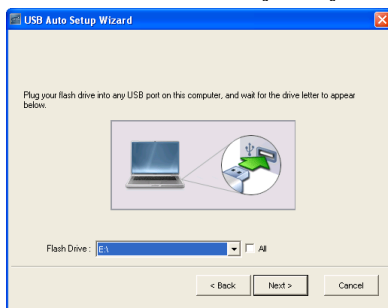 USB Auto Setup Wizard
Plug your flash drive into any USB port on this computer, and wait for the drive letter to appear
below.
Flash Drive : E:\ All
< Back Next > Cancel